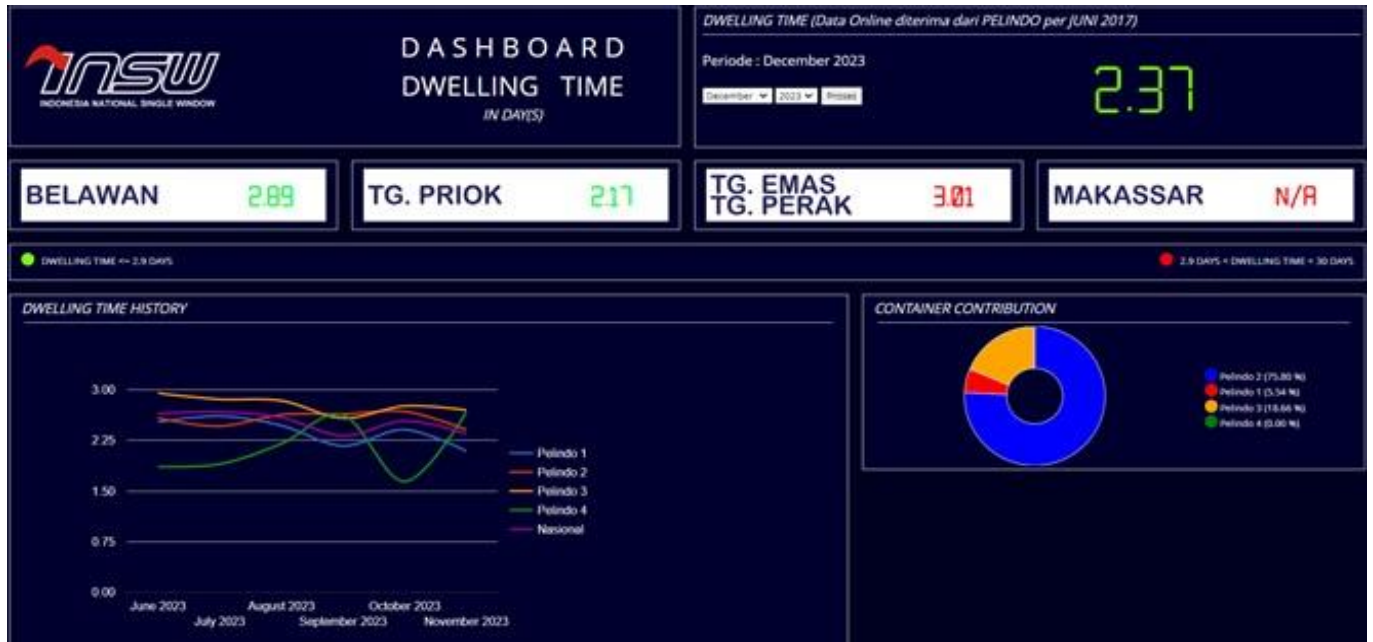 insw
INDONESIA NATIONAL SINGLE WINDOW
DASHBOARD
DWELLING TIME
IN DAY(S)
DWELLING TIME (Data Online diterima dari PELINDO per JUNI 2017)
Periode : December 2023
December 2023 Proses
2.37
BELAWAN 2.89
TG. PRIOK 2.17
TG. EMAS
TG. PERAK
3.01
MAKASSAR N/A
DWELLING TIME <= 2.9 DAYS
2.9 DAYS < DWELLING TIME < 30 DAYS
DWELLING TIME HISTORY
3.00
2.25
1.50
0.75
0.00
June 2023
July 2023
August 2023
September 2023
October 2023
November 2023
Pelindo 1
Pelindo 2
Pelindo 3
Pelindo 4
Nasional
CONTAINER CONTRIBUTION
Pelindo 2 (75.80 %)
Pelindo 1 (5.54 %)
Pelindo 3 (18.66 %)
Pelindo 4 (0.00 %)